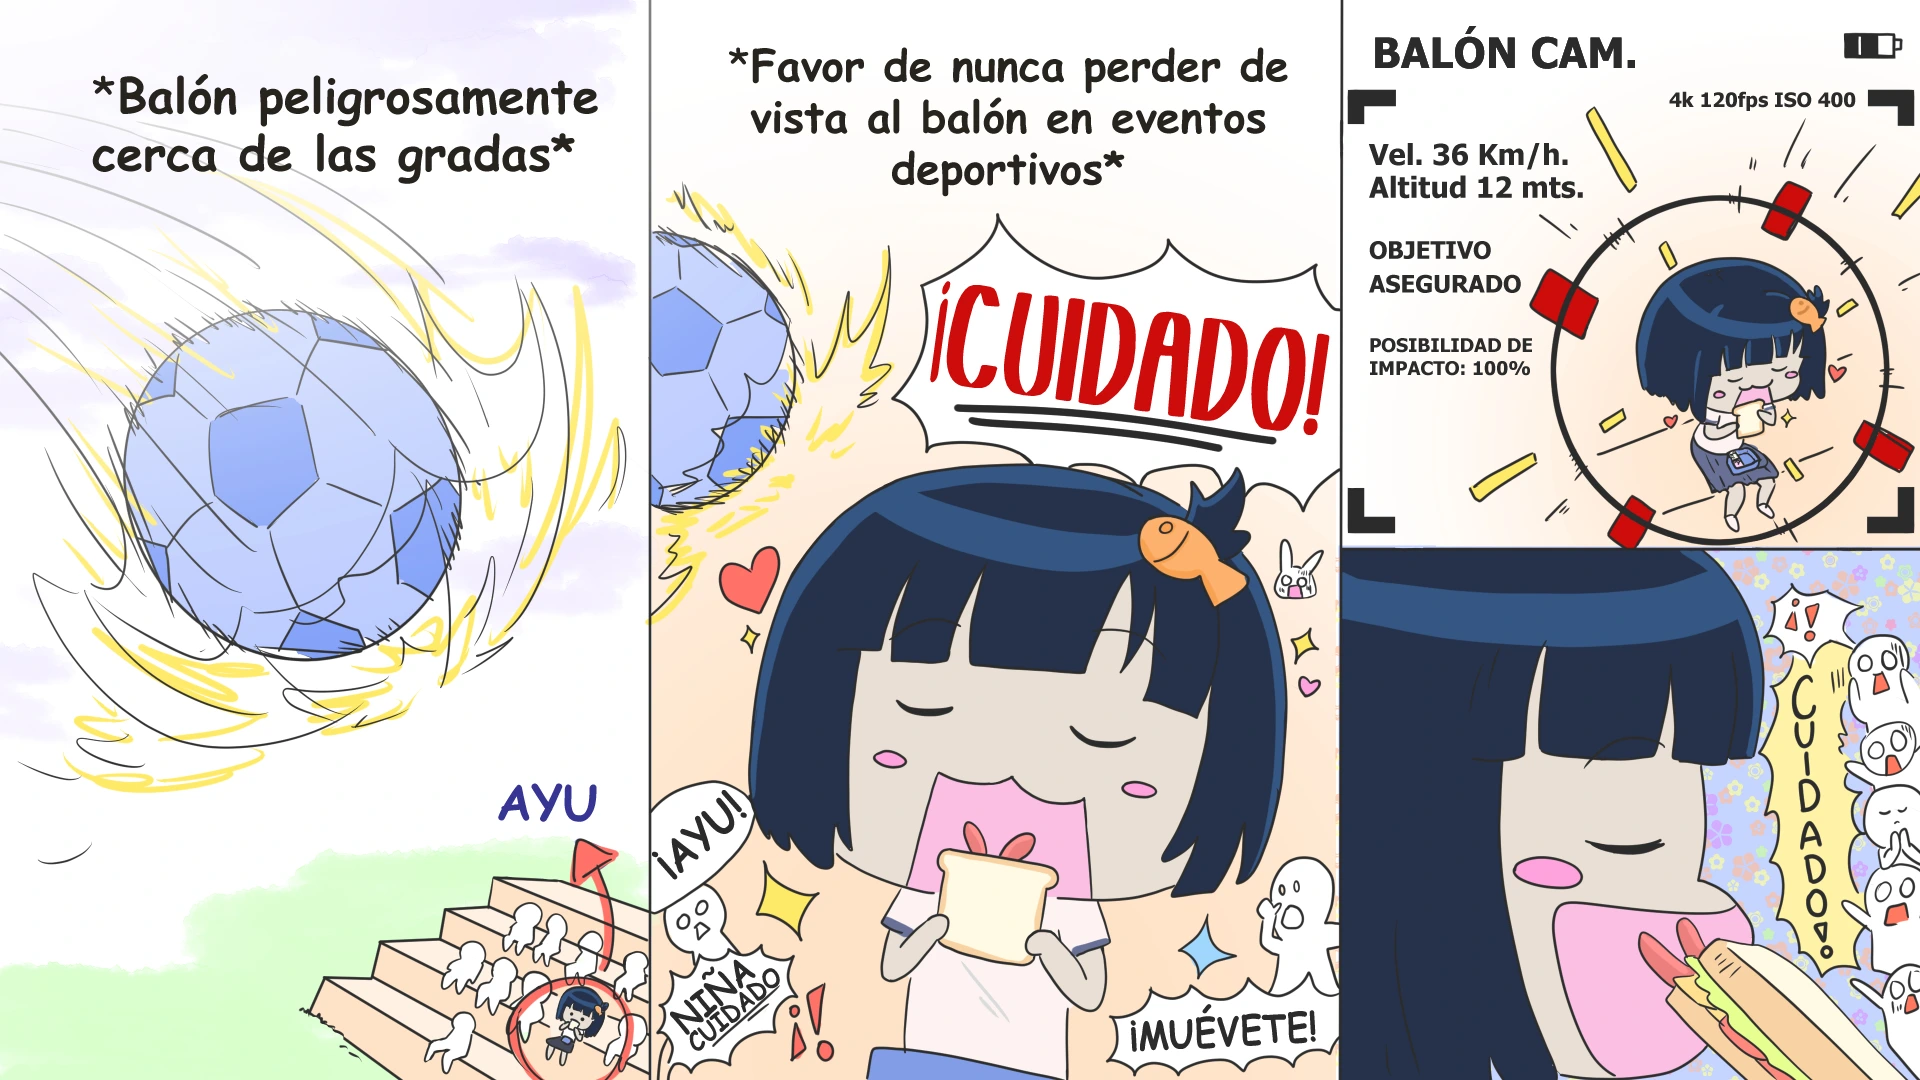 *Balón peligrosamente
cerca de las gradas*
AYU
*Favor de nunca perder de
vista al balón en eventos
deportivos*
¡CUIDADO!
¡AYU!
NIÑA
CUIDADO
¡!
¡MUÉVETE!
BALÓN CAM.
4k 120fps ISO 400
Vel. 36 Km/h.
Altitud 12 mts.
OBJETIVO
ASEGURADO
POSIBILIDAD DE
IMPACTO: 100%
¡!
CUIDADO!